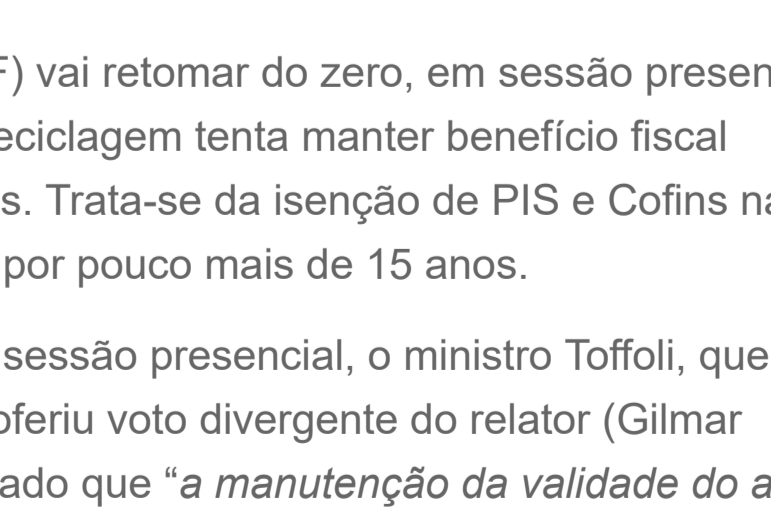 F) vai retomar do zero, em sessão presen
eciclagem tenta manter benefício fiscal
s. Trata-se da isenção de PIS e Cofins na
por pouco mais de 15 anos.
sessão presencial, o ministro Toffoli, que
oferiu voto divergente do relator (Gilmar
ado que “a manutenção da validade do a